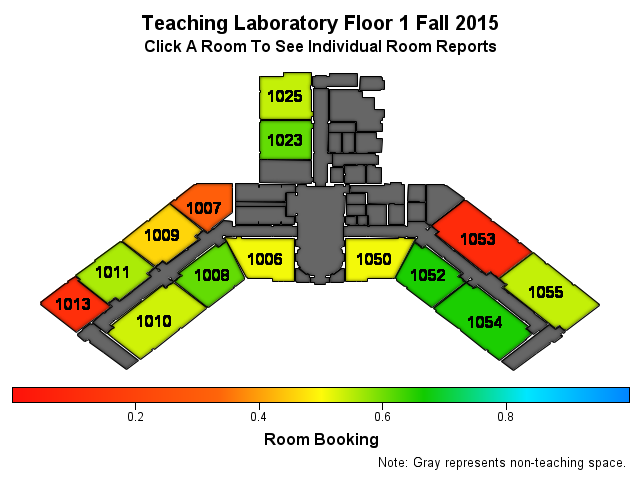 Teaching Laboratory Floor 1 Fall 2015
Click A Room To See Individual Room Reports
1025
1023
1007
1009
1011
1013
1006
1008
1010
1050
1052
1053
1054
1055
0.2 0.4 0.6 0.8
Room Booking
Note: Gray represents non-teaching space.